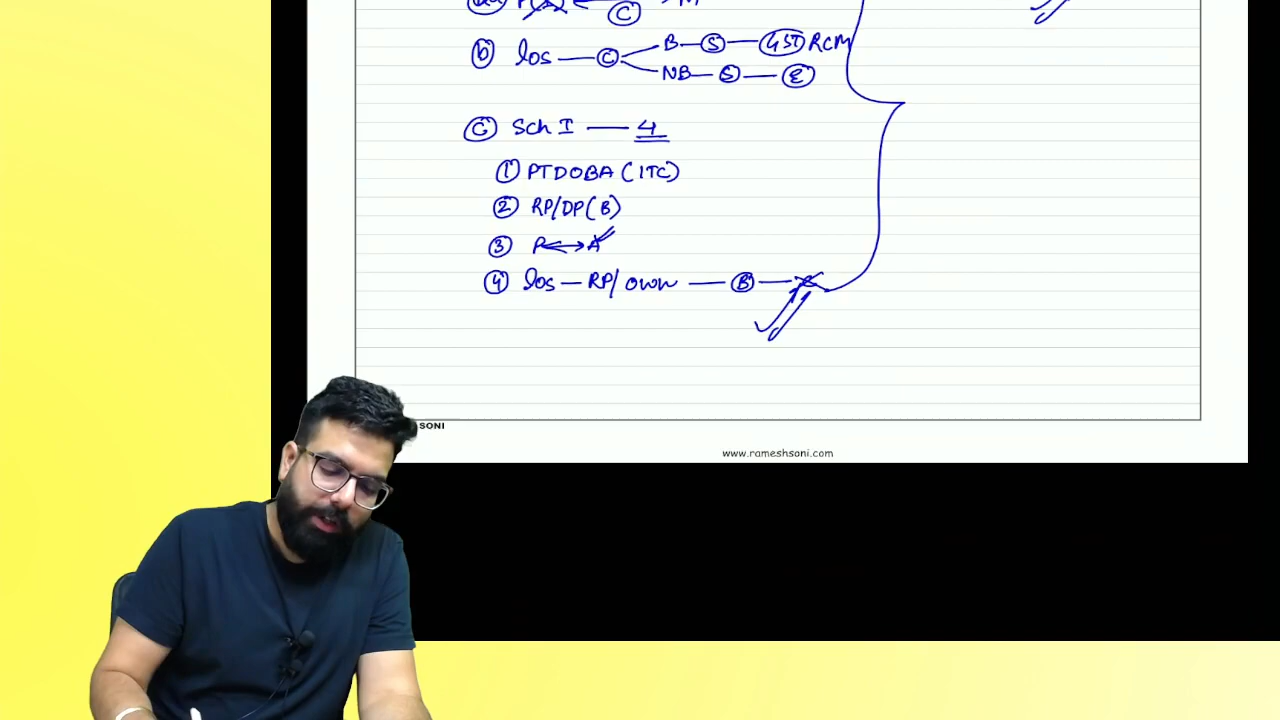 C
(b) Ios — (C) B — (S) — (GST) RCM
NB — (S) — (E)
(C) Sch I — 4
(1) PTDOBA (ITC)
(2) RP/DP (B)
(3) P ↔ A
(4) Ios — RP/own — (B) —
SONI
www.rameshsoni.com